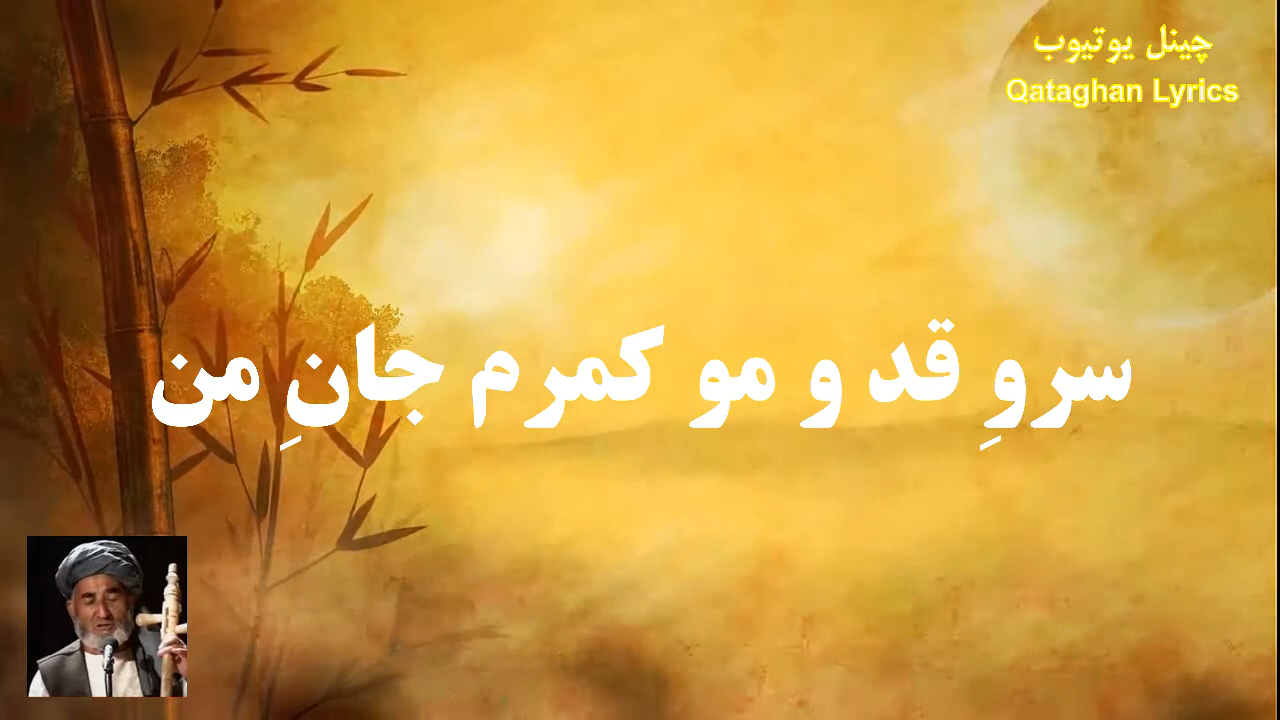 چینل یوتیوب
Qataghan Lyrics
سروِ قد و مو کمرم جانِ من